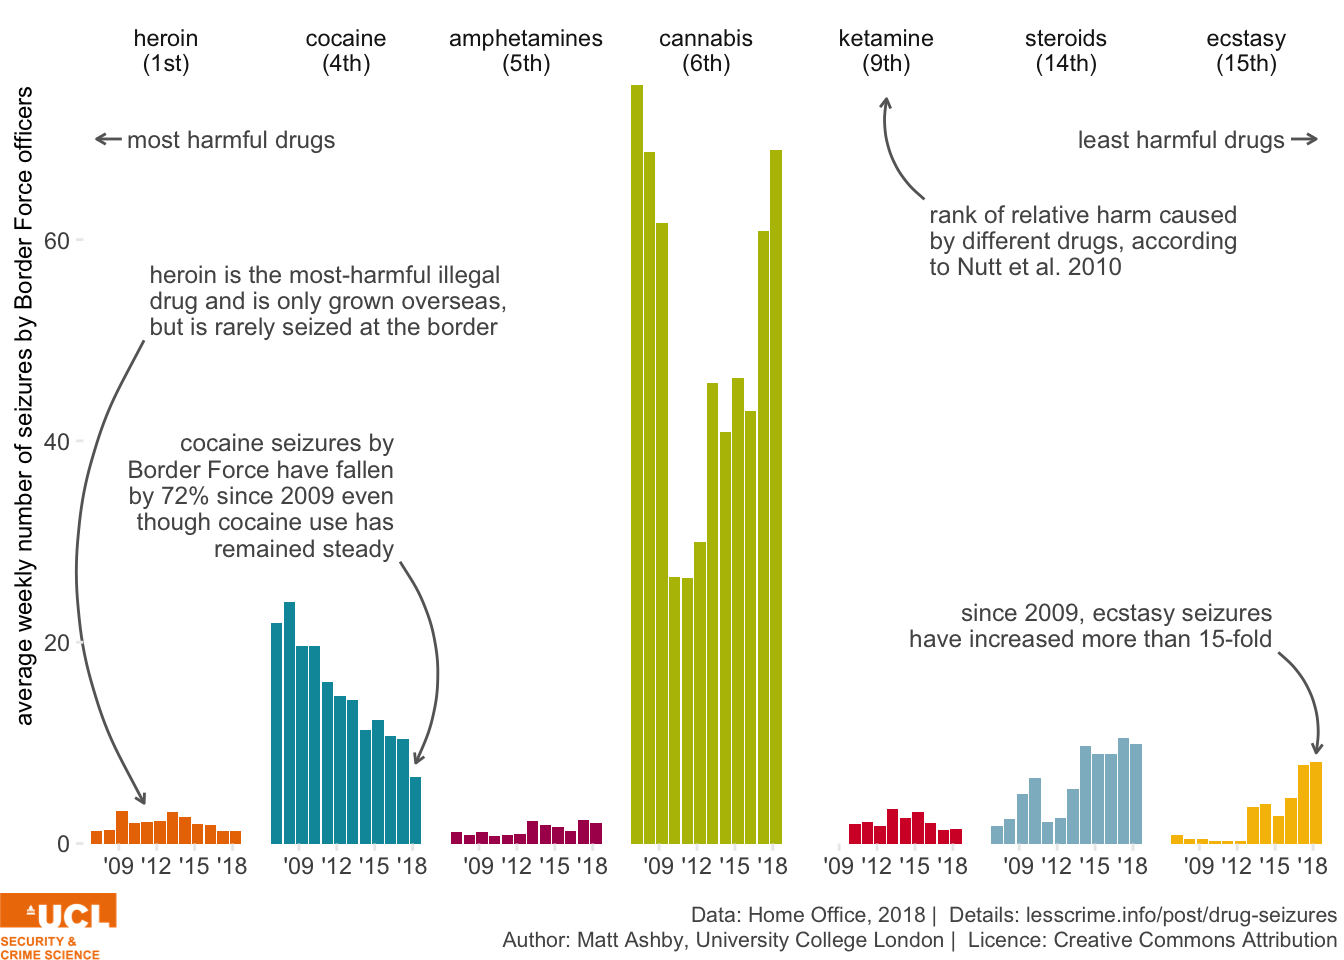 heroin
(1st)
cocaine
(4th)
amphetamines
(5th)
cannabis
(6th)
ketamine
(9th)
steroids
(14th)
ecstasy
(15th)
average weekly number of seizures by Border Force officers
most harmful drugs
least harmful drugs
rank of relative harm caused
by different drugs, according
to Nutt et al. 2010
heroin is the most-harmful illegal
drug and is only grown overseas,
but is rarely seized at the border
cocaine seizures by
Border Force have fallen
by 72% since 2009 even
though cocaine use has
remained steady
since 2009, ecstasy seizures
have increased more than 15-fold
60
40
20
0
'09 '12 '15 '18
'09 '12 '15 '18
'09 '12 '15 '18
'09 '12 '15 '18
'09 '12 '15 '18
'09 '12 '15 '18
'09 '12 '15 '18
UCL
SECURITY &
CRIME SCIENCE
Data: Home Office, 2018 | Details: lesscrime.info/post/drug-seizures
Author: Matt Ashby, University College London | Licence: Creative Commons Attribution